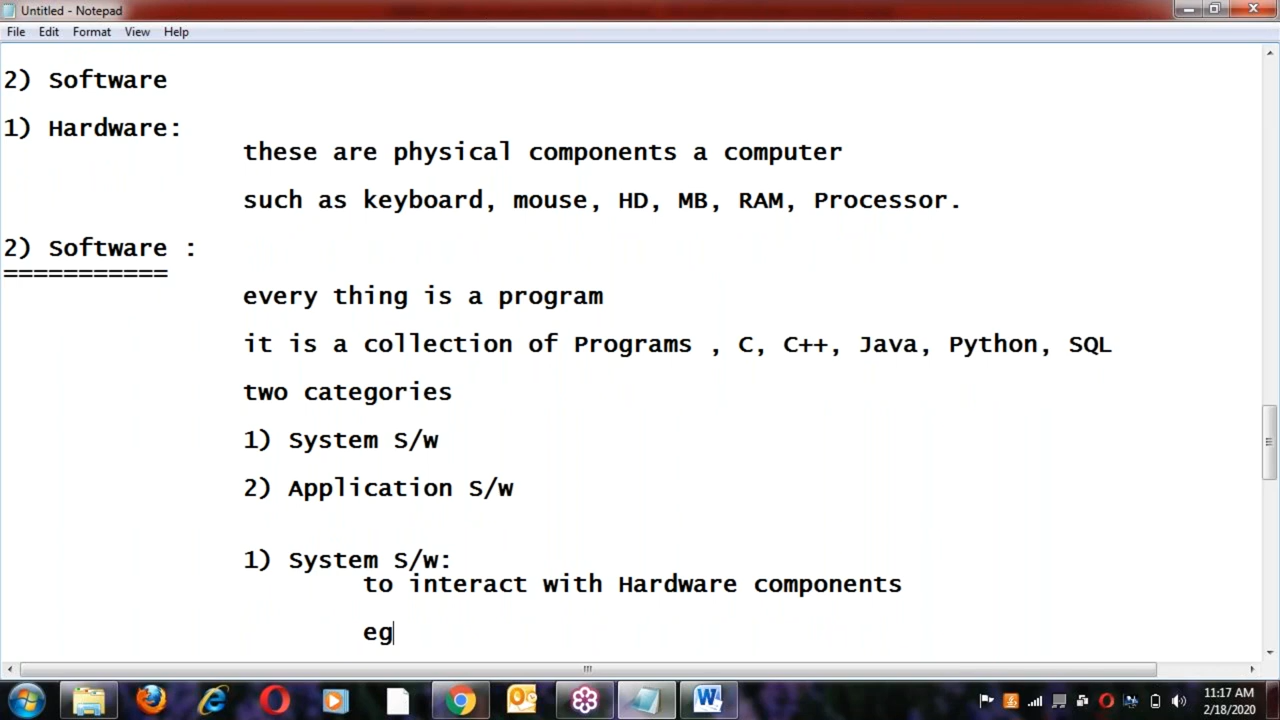 Untitled - Notepad
File Edit Format View Help
2) Software
1) Hardware:
these are physical components a computer
such as keyboard, mouse, HD, MB, RAM, Processor.
2) Software :
===========
every thing is a program
it is a collection of Programs , C, C++, Java, Python, SQL
two categories
1) System S/w
2) Application S/w
1) System S/w:
to interact with Hardware components
eg
11:17 AM
2/18/2020